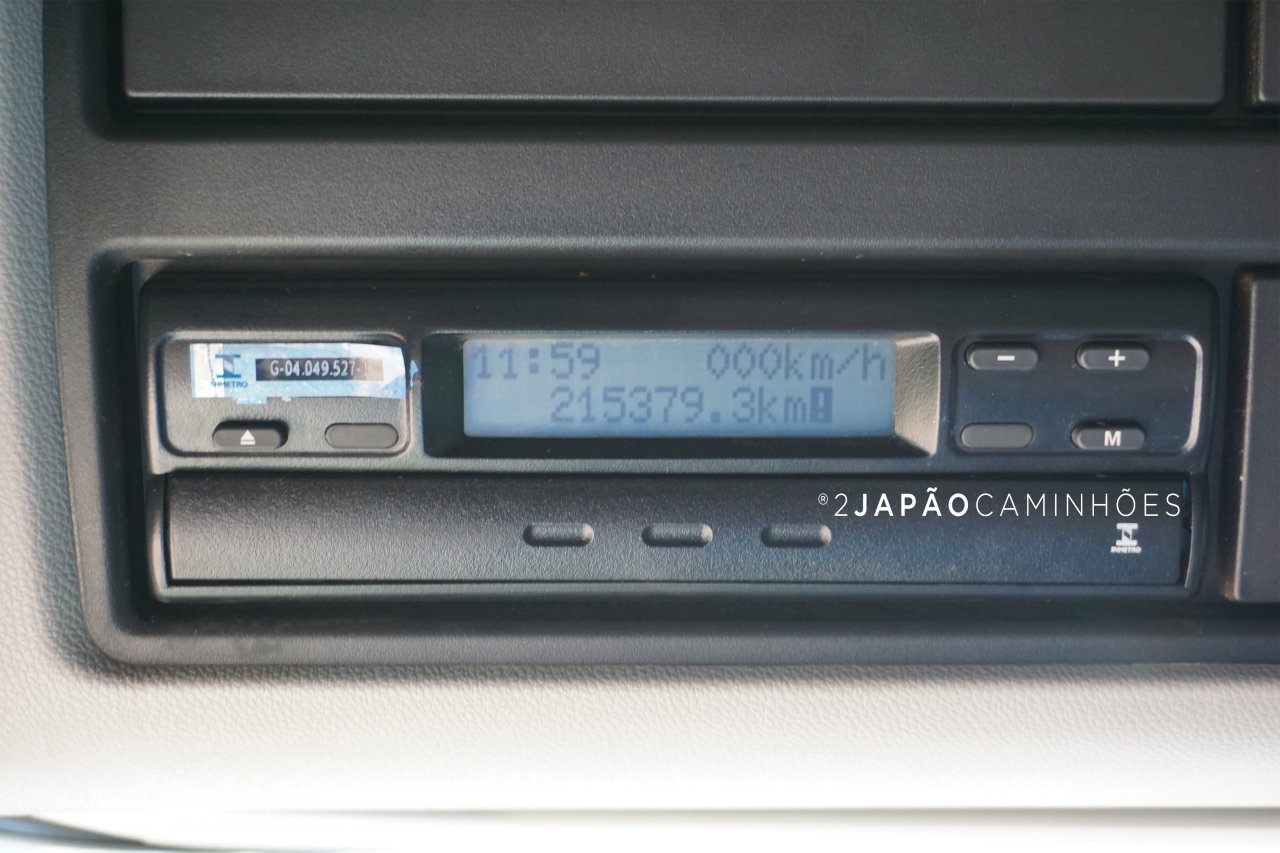 G-04.049.527-
INMETRO
11:59 000km/h
215379.3km!
- +
M
®2JAPÃOCAMINHÕES
INMETRO